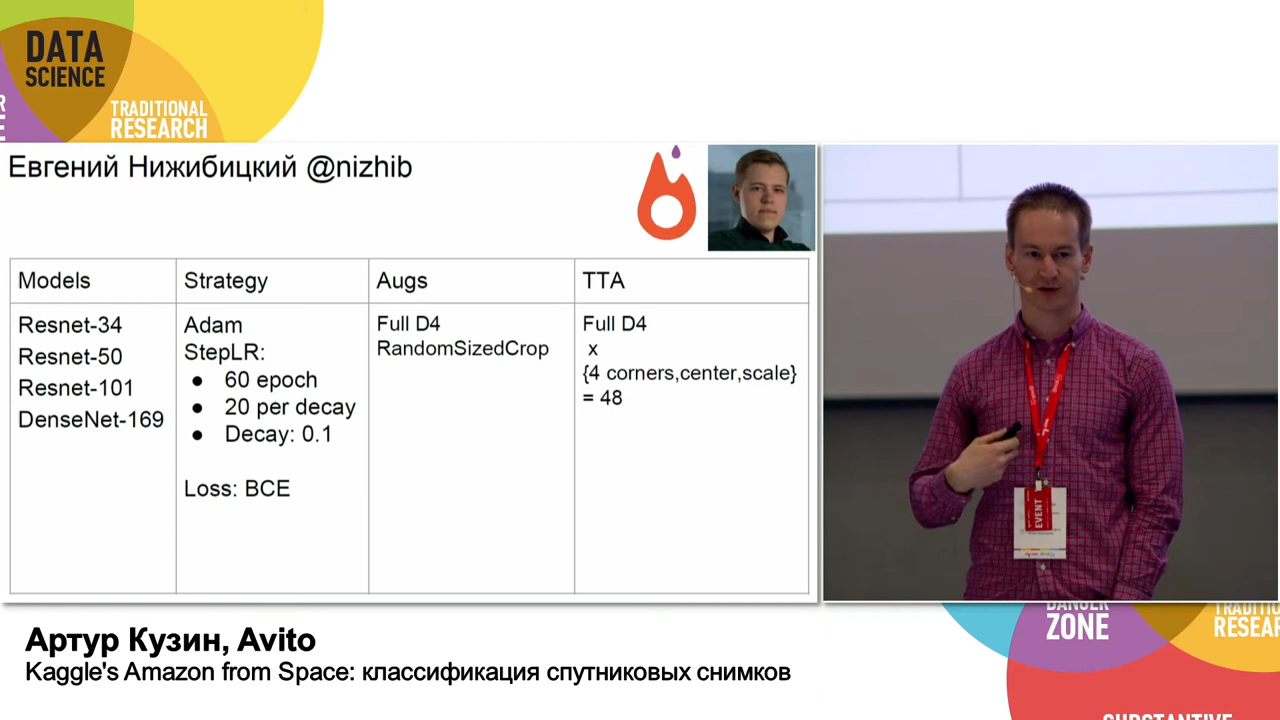 DATA
SCIENCE
TRADITIONAL
RESEARCH
Евгений Нижибицкий @nizhib
Models
Strategy
Augs
TTA
Resnet-34
Resnet-50
Resnet-101
DenseNet-169
Adam
StepLR:
● 60 epoch
● 20 per decay
● Decay: 0.1
Loss: BCE
Full D4
RandomSizedCrop
Full D4
x
{4 corners,center,scale}
= 48
EVENT
DANGER
ZONE
Артур Кузин, Avito
Kaggle's Amazon from Space: классификация спутниковых снимков